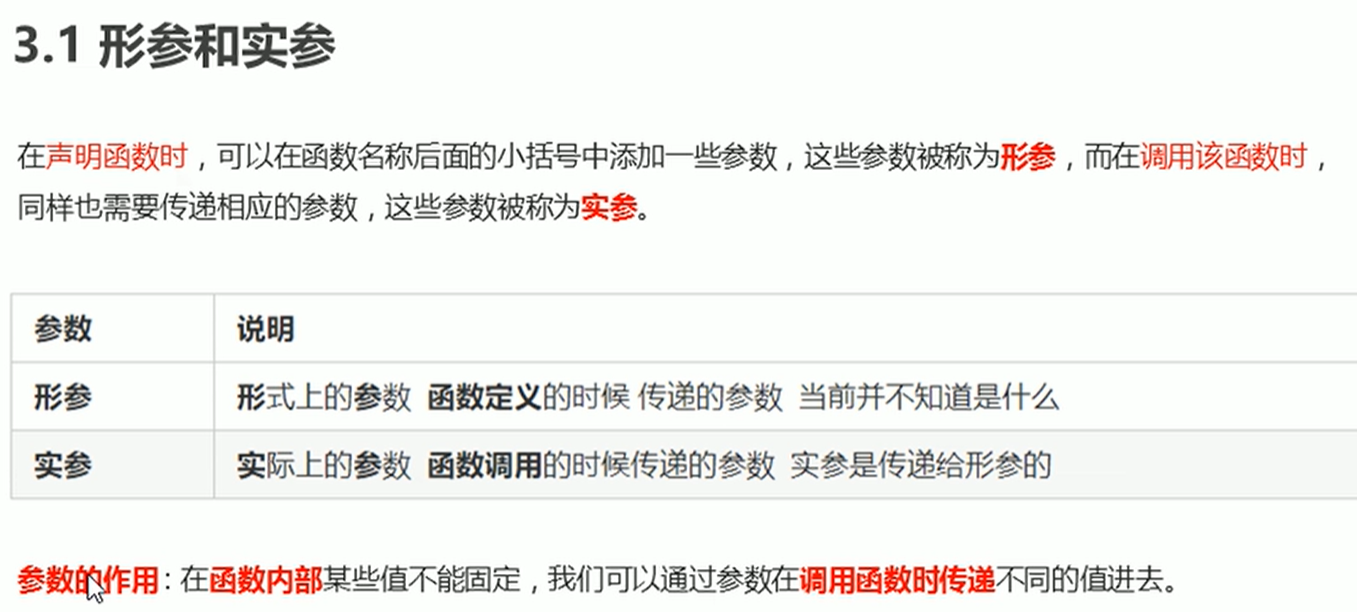 3.1 形参和实参
在声明函数时，可以在函数名称后面的小括号中添加一些参数，这些参数被称为形参，而在调用该函数时，
同样也需要传递相应的参数，这些参数被称为实参。
参数 说明
形参 形式上的参数 函数定义的时候 传递的参数 当前并不知道是什么
实参 实际上的参数 函数调用的时候传递的参数 实参是传递给形参的
参数的作用：在函数内部某些值不能固定，我们可以通过参数在调用函数时传递不同的值进去。